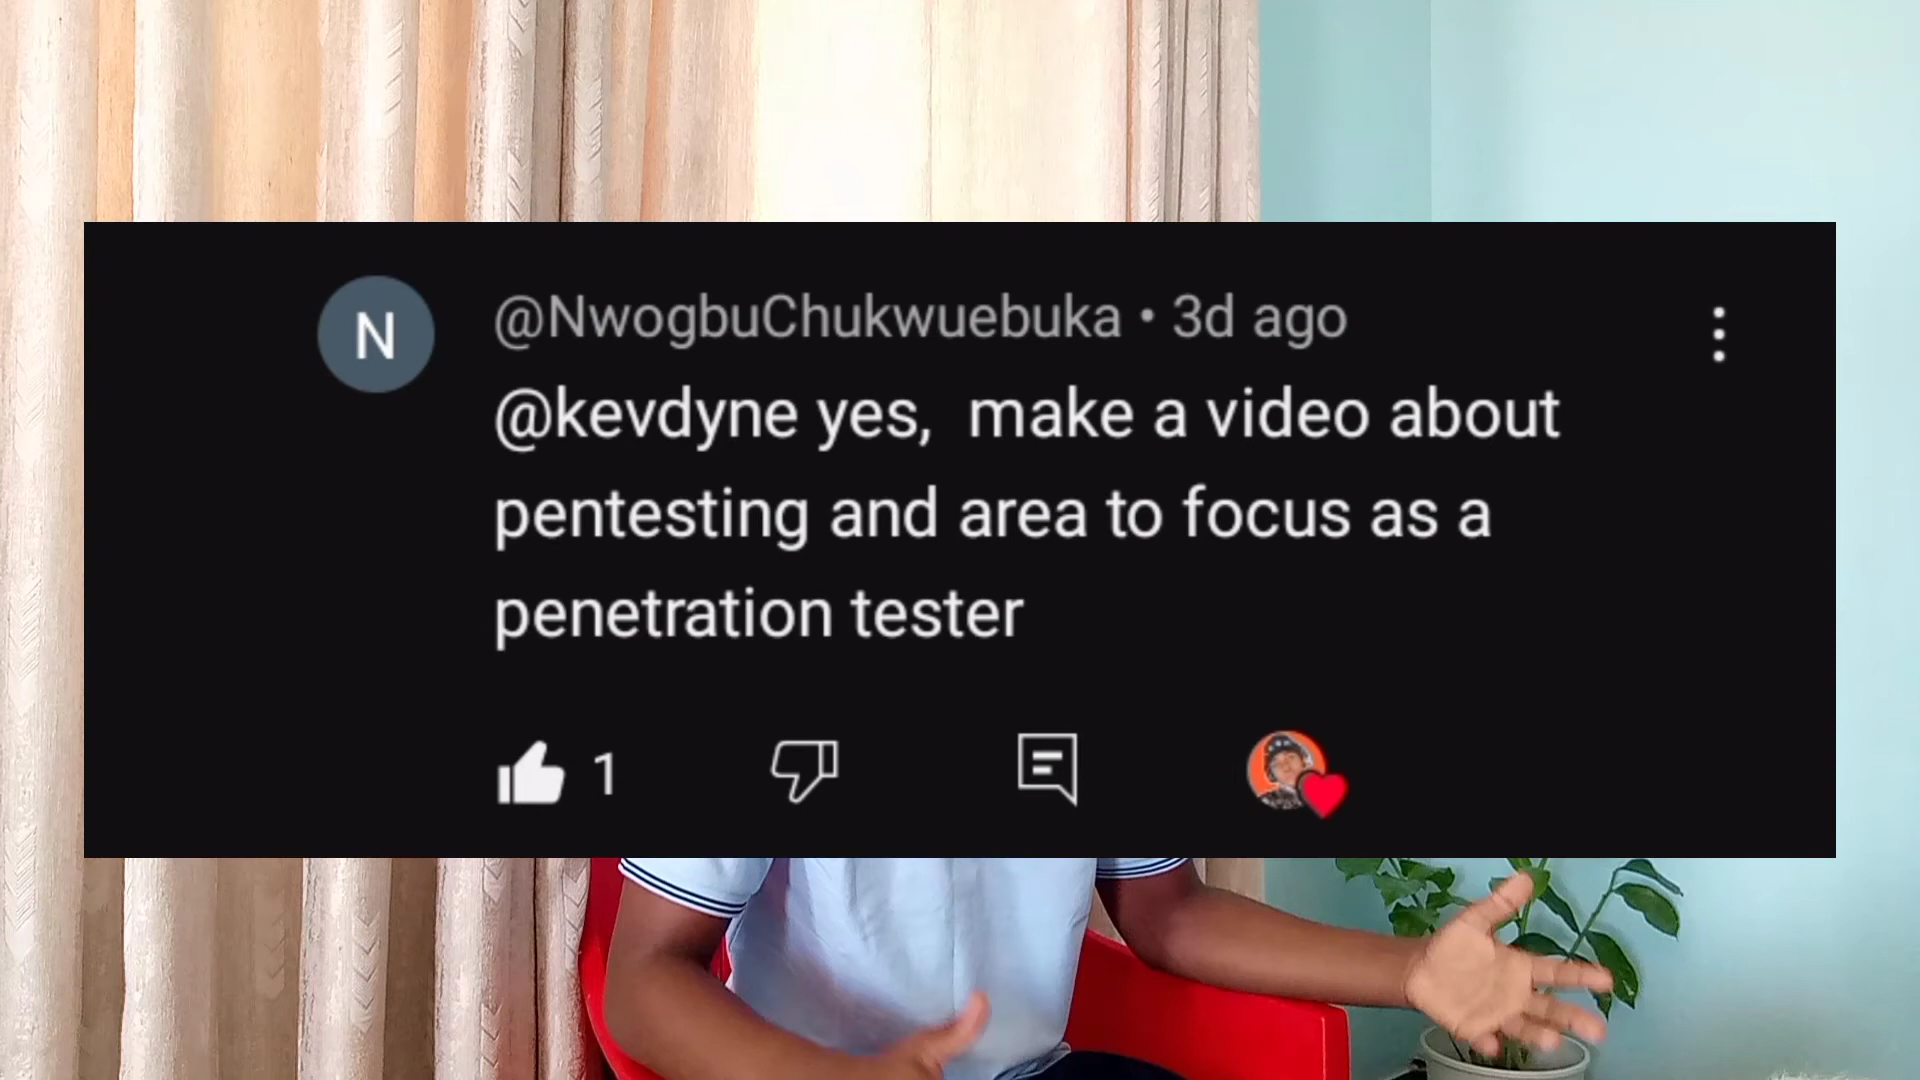 N
@NwogbuChukwuebuka • 3d ago
@kevdyne yes,  make a video about
pentesting and area to focus as a
penetration tester
1